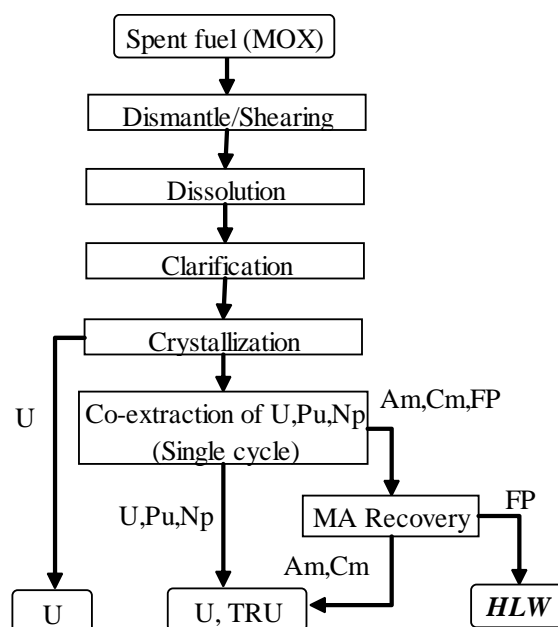 Spent fuel (MOX)
Dismantle/Shearing
Dissolution
Clarification
Crystallization
U
Co-extraction of U,Pu,Np
(Single cycle)
Am,Cm,FP
U,Pu,Np
MA Recovery
FP
Am,Cm
U
U, TRU
HLW